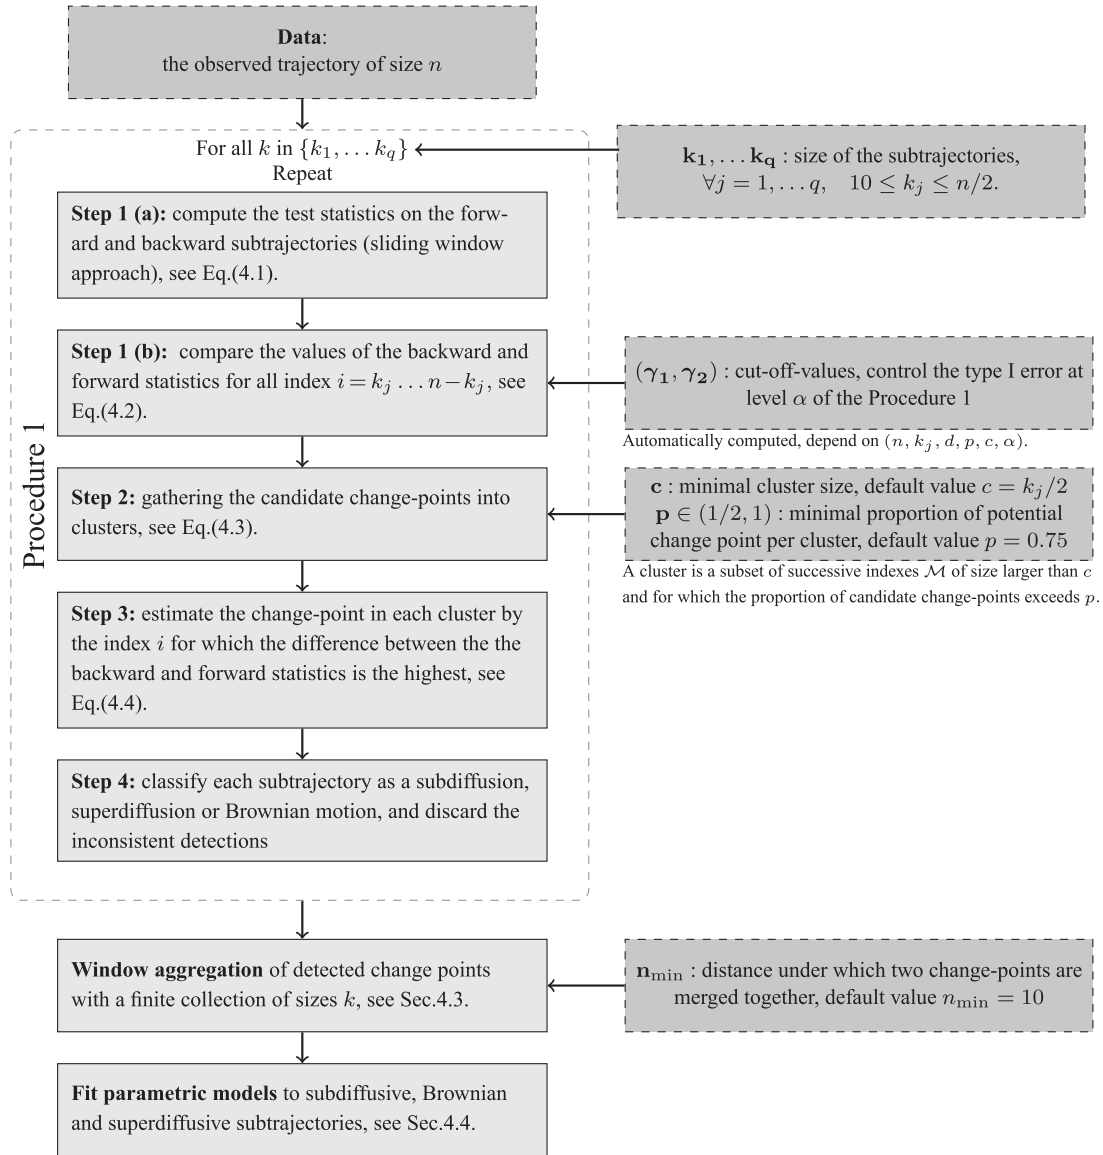 Data:
the observed trajectory of size n
For all k in {k₁, . . . k_q}
Repeat
k₁, . . . k_q : size of the subtrajectories,
∀j = 1, . . . q, 10 ≤ k_j ≤ n/2.
Step 1 (a): compute the test statistics on the forw-
ard and backward subtrajectories (sliding window
approach), see Eq.(4.1).
Step 1 (b): compare the values of the backward and
forward statistics for all index i = k_j . . . n − k_j, see
Eq.(4.2).
(γ₁, γ₂) : cut-off-values, control the type I error at
level α of the Procedure 1
Automatically computed, depend on (n, k_j, d, p, c, α).
Procedure 1
Step 2: gathering the candidate change-points into
clusters, see Eq.(4.3).
c : minimal cluster size, default value c = k_j/2
p ∈ (1/2, 1) : minimal proportion of potential
change point per cluster, default value p = 0.75
A cluster is a subset of successive indexes ℳ of size larger than c
and for which the proportion of candidate change-points exceeds p.
Step 3: estimate the change-point in each cluster by
the index i for which the difference between the the
backward and forward statistics is the highest, see
Eq.(4.4).
Step 4: classify each subtrajectory as a subdiffusion,
superdiffusion or Brownian motion, and discard the
inconsistent detections
Window aggregation of detected change points
with a finite collection of sizes k, see Sec.4.3.
n_min : distance under which two change-points are
merged together, default value n_min = 10
Fit parametric models to subdiffusive, Brownian
and superdiffusive subtrajectories, see Sec.4.4.